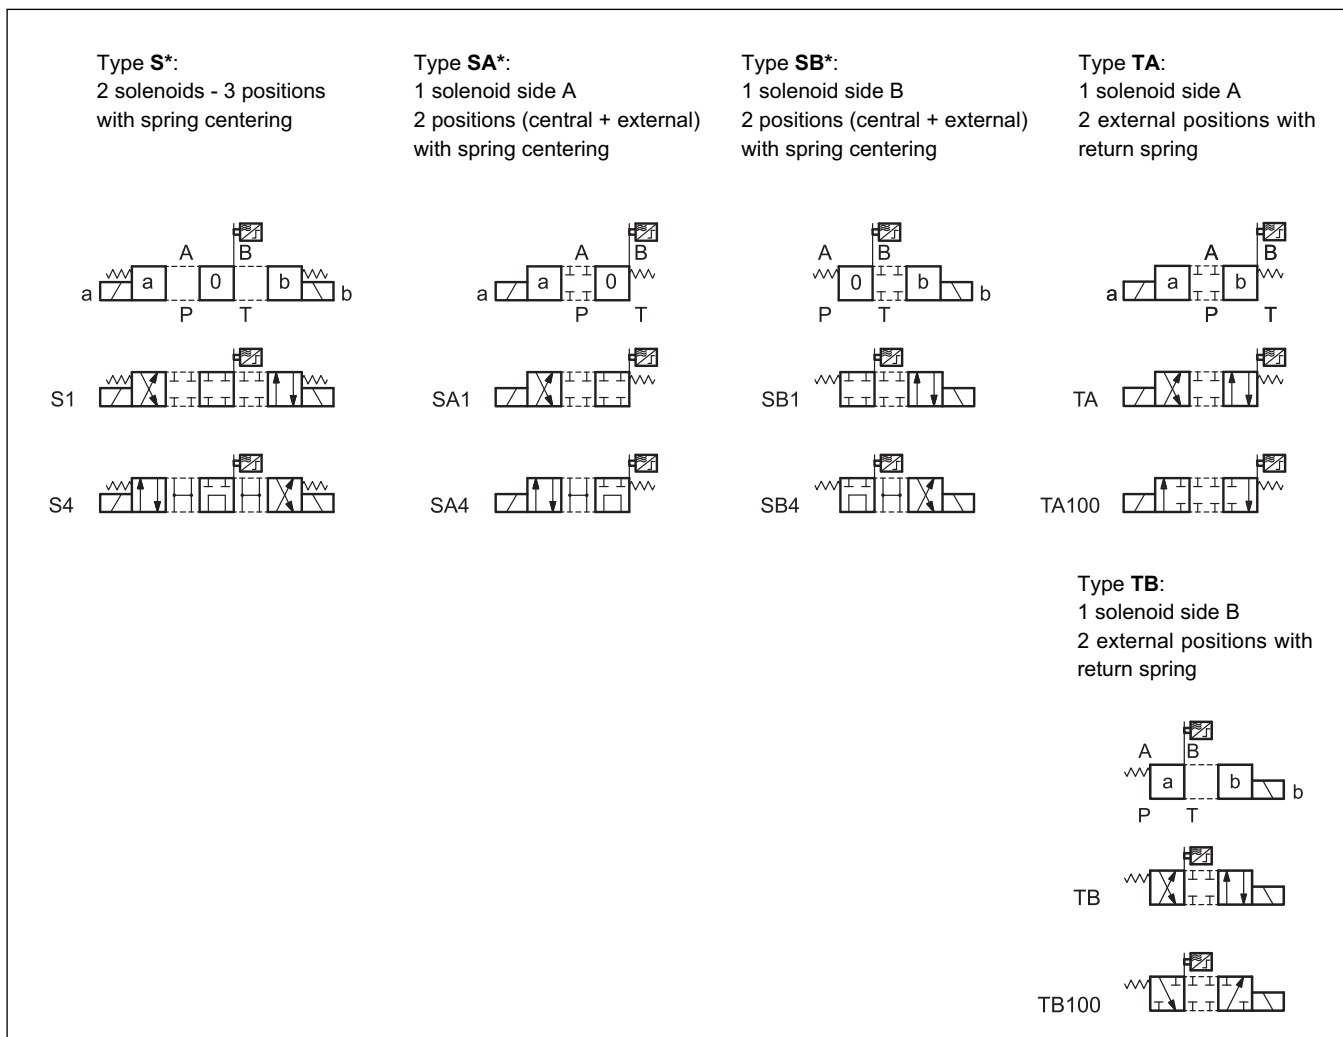 Type S*:
2 solenoids - 3 positions
with spring centering
Type SA*:
1 solenoid side A
2 positions (central + external)
with spring centering
Type SB*:
1 solenoid side B
2 positions (central + external)
with spring centering
Type TA:
1 solenoid side A
2 external positions with
return spring
A B
a a 0 b b
P T
A B
a a 0
P T
A B
0 b b
P T
A B
a a b
P T
S1
SA1
SB1
TA
S4
SA4
SB4
TA100
Type TB:
1 solenoid side B
2 external positions with
return spring
A B
a b b
P T
TB
TB100